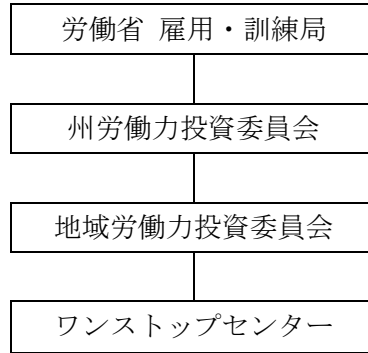 労働省 雇用・訓練局
州労働力投資委員会
地域労働力投資委員会
ワンストップセンター